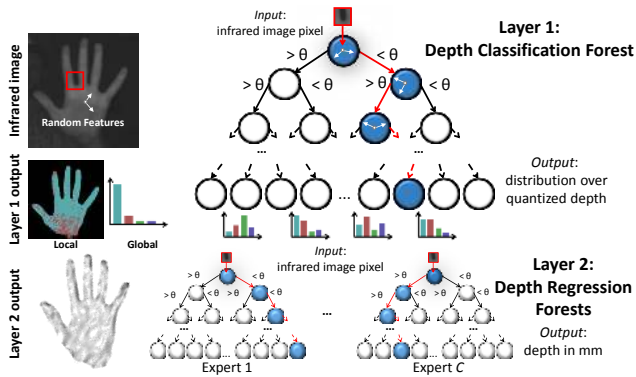 Input:
infrared image pixel
Layer 1:
Depth Classification Forest
> θ
< θ
> θ
< θ
> θ
< θ
Infrared image
Random Features
...
...
Output:
distribution over
quantized depth
Layer 1 output
Local
Global
...
Input:
infrared image pixel
Layer 2:
Depth Regression
Forests
Output:
depth in mm
Layer 2 output
> θ
< θ
> θ
< θ
> θ
< θ
...
...
...
Expert 1
> θ
< θ
> θ
< θ
> θ
< θ
...
...
...
Expert C
...